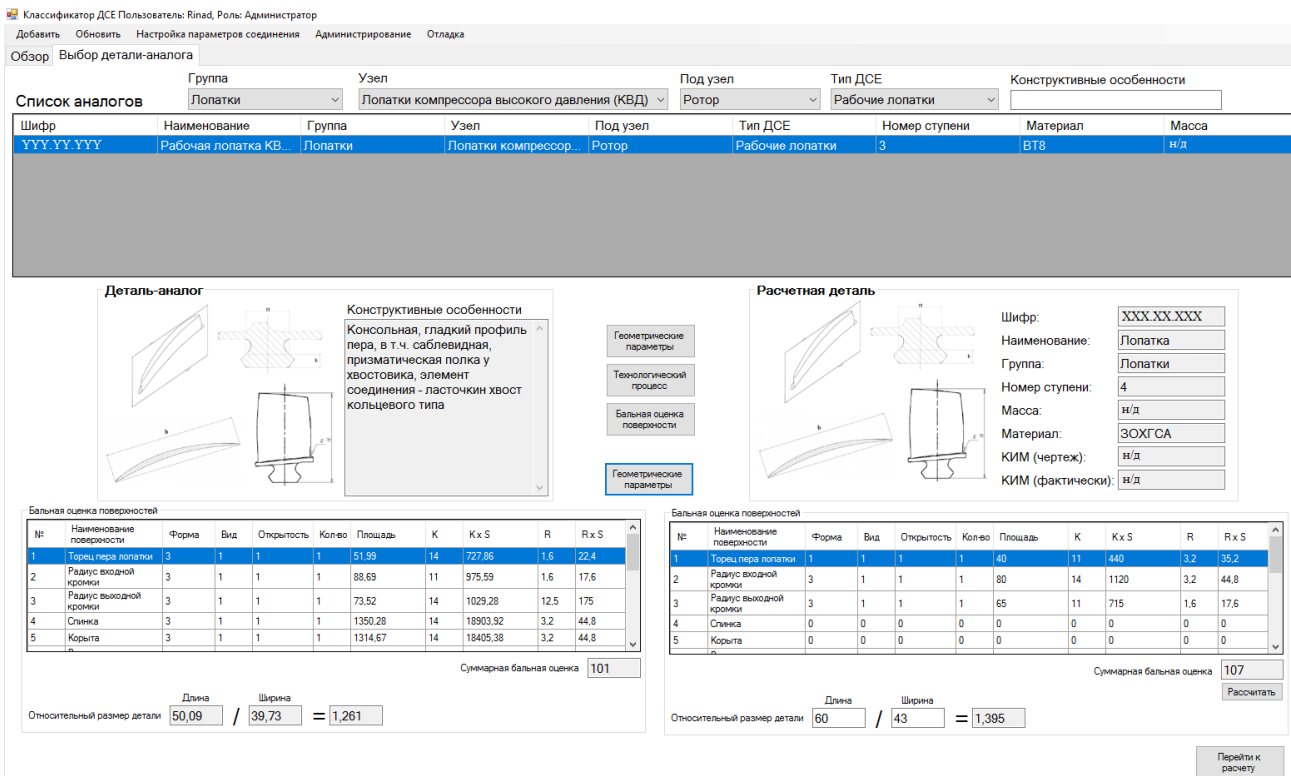 Классификатор ДСЕ Пользователь: Rinad, Роль: Администратор
Добавить Обновить Настройка параметров соединения Администрирование Отладка
Обзор Выбор детали-аналога
Группа Узел Под узел Тип ДСЕ Конструктивные особенности
Список аналогов Лопатки Лопатки компрессора высокого давления (КВД) Ротор Рабочие лопатки
Шифр Наименование Группа Узел Под узел Тип ДСЕ Номер ступени Материал Масса
YYY.YY.YYY Рабочая лопатка КВ... Лопатки Лопатки компрессор... Ротор Рабочие лопатки 3 ВТ8 н/д
Деталь-аналог
Конструктивные особенности
Консольная, гладкий профиль
пера, в т.ч. саблевидная,
призматическая полка у
хвостовика, элемент
соединения - ласточкин хвост
кольцевого типа
Геометрические
параметры
Технологический
процесс
Бальная оценка
поверхности
Геометрические
параметры
Расчетная деталь
Шифр: XXX.XX.XXX
Наименование: Лопатка
Группа: Лопатки
Номер ступени: 4
Масса: н/д
Материал: 3ОХГСА
КИМ (чертеж): н/д
КИМ (фактически): н/д
Бальная оценка поверхностей
№ Наименование поверхности Форма Вид Открытость Кол-во Площадь К К x S R R x S
1 Торец пера лопатки 3 1 1 1 51,99 14 727,86 1,6 22,4
2 Радиус входной кромки 3 1 1 1 88,69 11 975,59 1,6 17,6
3 Радиус выходной кромки 3 1 1 1 73,52 14 1029,28 12,5 175
4 Спинка 3 1 1 1 1350,28 14 18903,92 3,2 44,8
5 Корыта 3 1 1 1 1314,67 14 18405,38 3,2 44,8
Суммарная бальная оценка 101
Длина Ширина
Относительный размер детали 50,09 / 39,73 = 1,261
Бальная оценка поверхностей
№ Наименование поверхности Форма Вид Открытость Кол-во Площадь К К x S R R x S
1 Торец пера лопатки 1 1 1 1 40 11 440 3,2 35,2
2 Радиус входной кромки 3 1 1 1 80 14 1120 3,2 44,8
3 Радиус выходной кромки 3 1 1 1 65 11 715 1,6 17,6
4 Спинка 0 0 0 0 0 0 0 0 0
5 Корыта 0 0 0 0 0 0 0 0 0
Суммарная бальная оценка 107
Рассчитать
Длина Ширина
Относительный размер детали 60 / 43 = 1,395
Перейти к
расчету